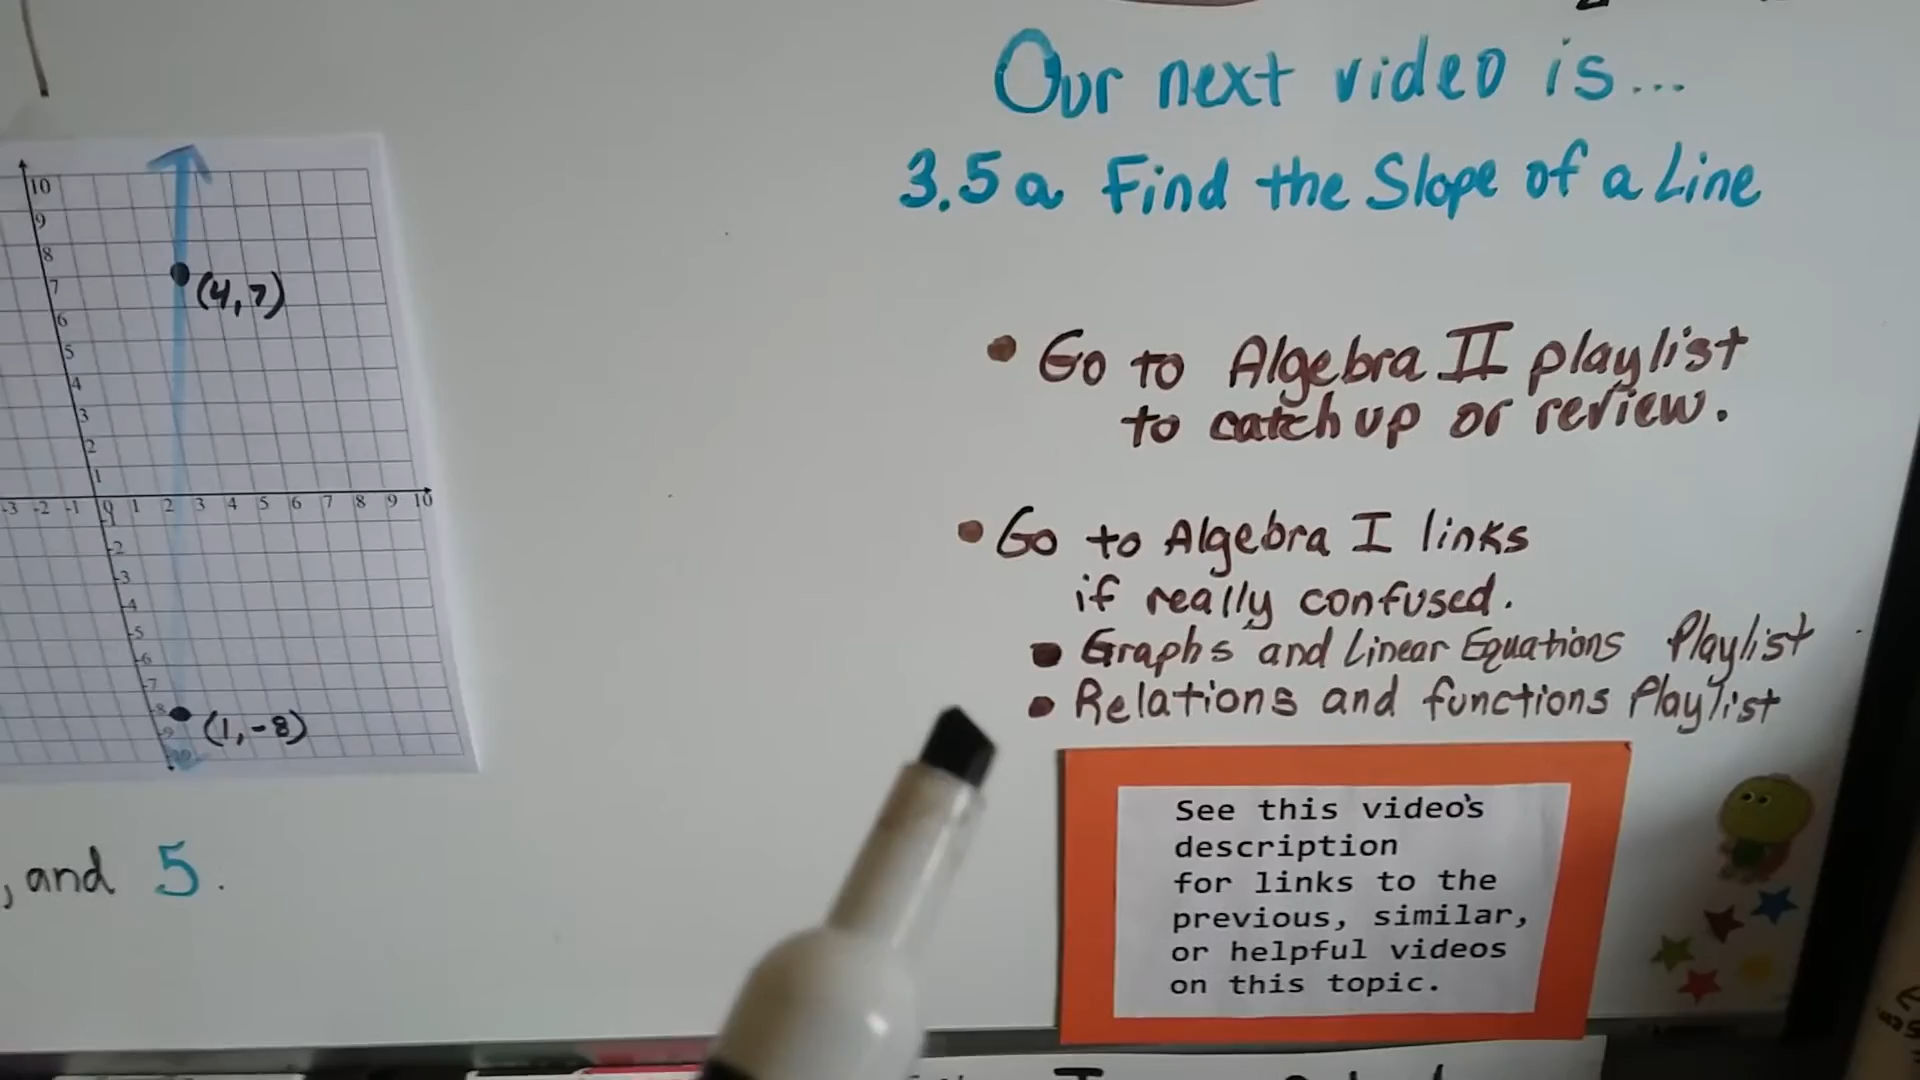 Our next video is...
3.5a Find the Slope of a Line
10
9
8
7
6
5
4
3
2
1
(4,7)
-3 -2 -1 0 1 2 3 4 5 6 7 8 9 10
-1
-2
-3
-4
-5
-6
-7
-8
-9
-10
(1,-8)
, and 5.
• Go to Algebra II playlist
to catch up or review.
• Go to Algebra I links
if really confused.
• Graphs and Linear Equations Playlist
• Relations and functions Playlist
See this video's
description
for links to the
previous, similar,
or helpful videos
on this topic.